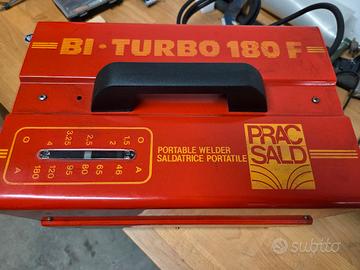 BI·TURBO 180 F
PRAC
SALD
PORTABLE WELDER
SALDATRICE PORTATILE
O 4 3,25 2,5 2 1,5 O
A 180 120 95 80 65 46 A
subito